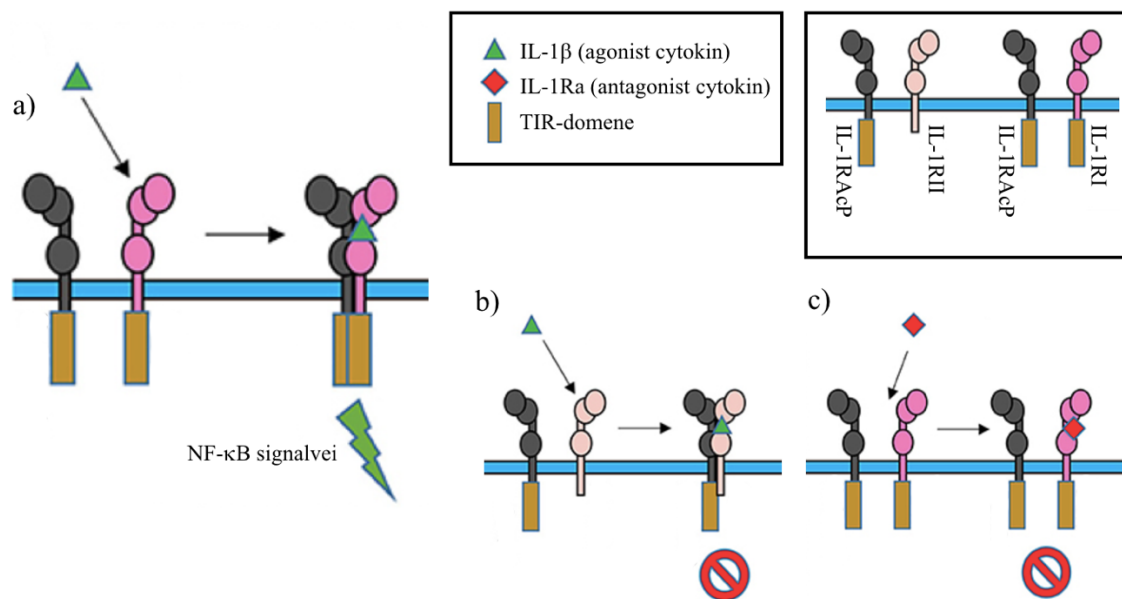 a)
IL-1β (agonist cytokin)
IL-1Ra (antagonist cytokin)
TIR-domene
IL-1RAcP
IL-1RII
IL-1RAcP
IL-1RI
NF-κB signalvei
b)
c)